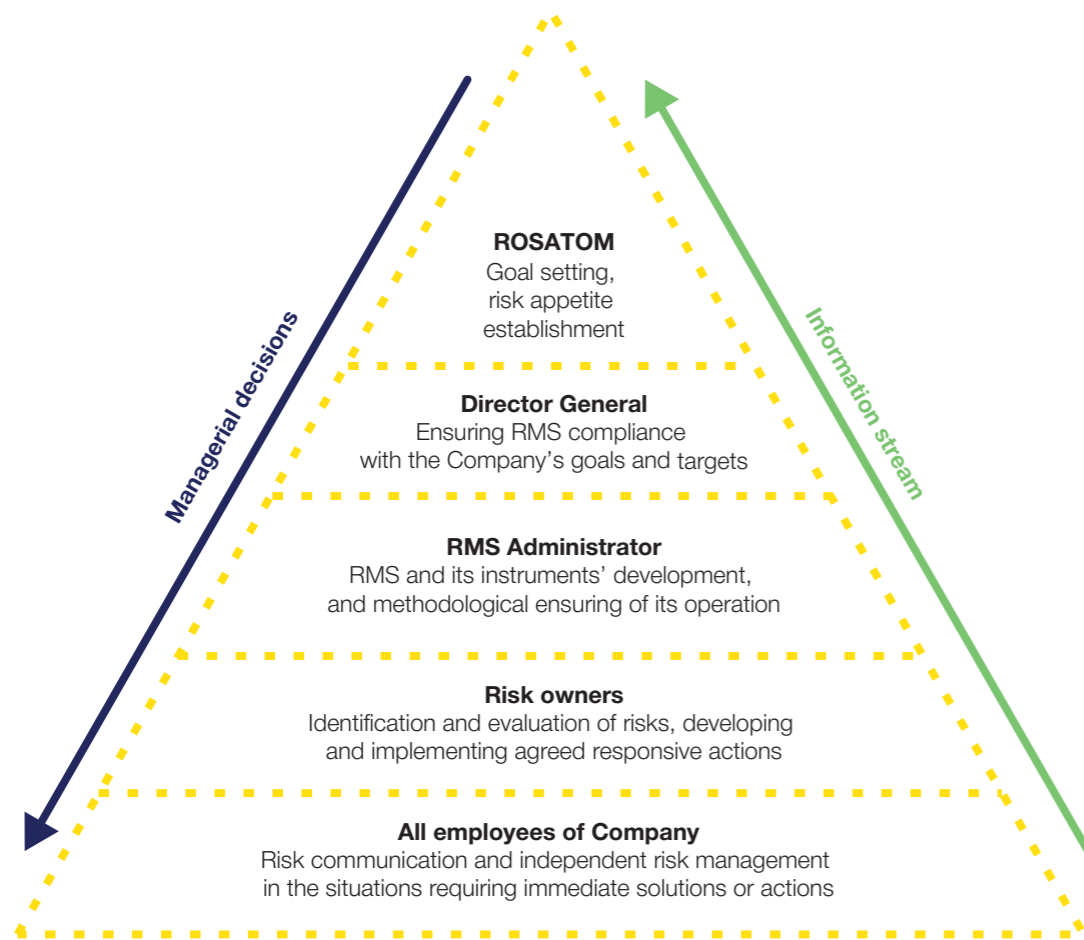 ROSATOM
Goal setting,
risk appetite
establishment
Managerial decisions
Information stream
Director General
Ensuring RMS compliance
with the Company’s goals and targets
RMS Administrator
RMS and its instruments’ development,
and methodological ensuring of its operation
Risk owners
Identification and evaluation of risks, developing
and implementing agreed responsive actions
All employees of Company
Risk communication and independent risk management
in the situations requiring immediate solutions or actions